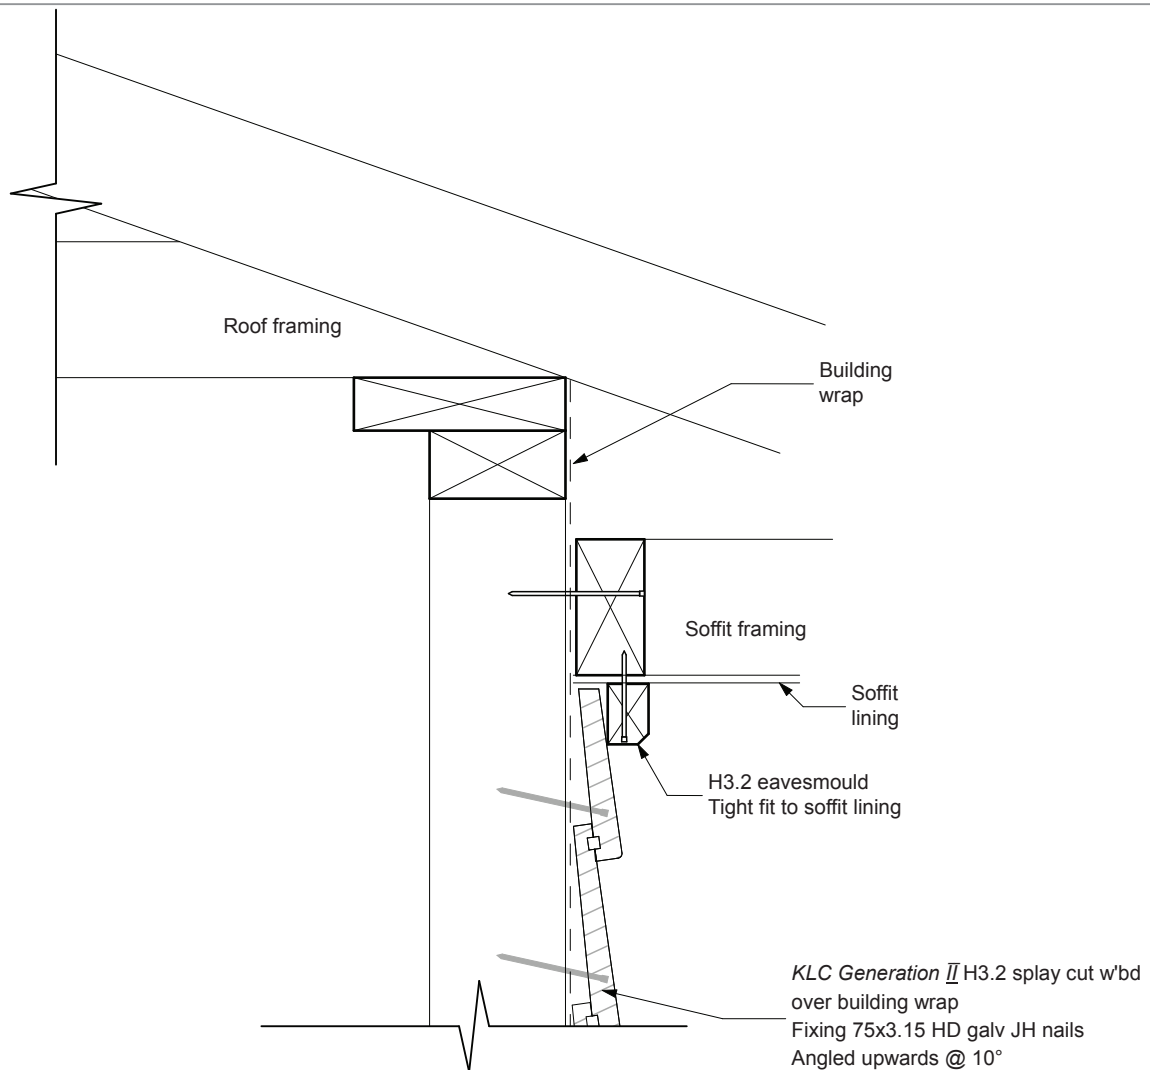 Roof framing
Building
wrap
Soffit framing
Soffit
lining
H3.2 eavesmould
Tight fit to soffit lining
KLC Generation II H3.2 splay cut w'bd
over building wrap
Fixing 75x3.15 HD galv JH nails
Angled upwards @ 10°